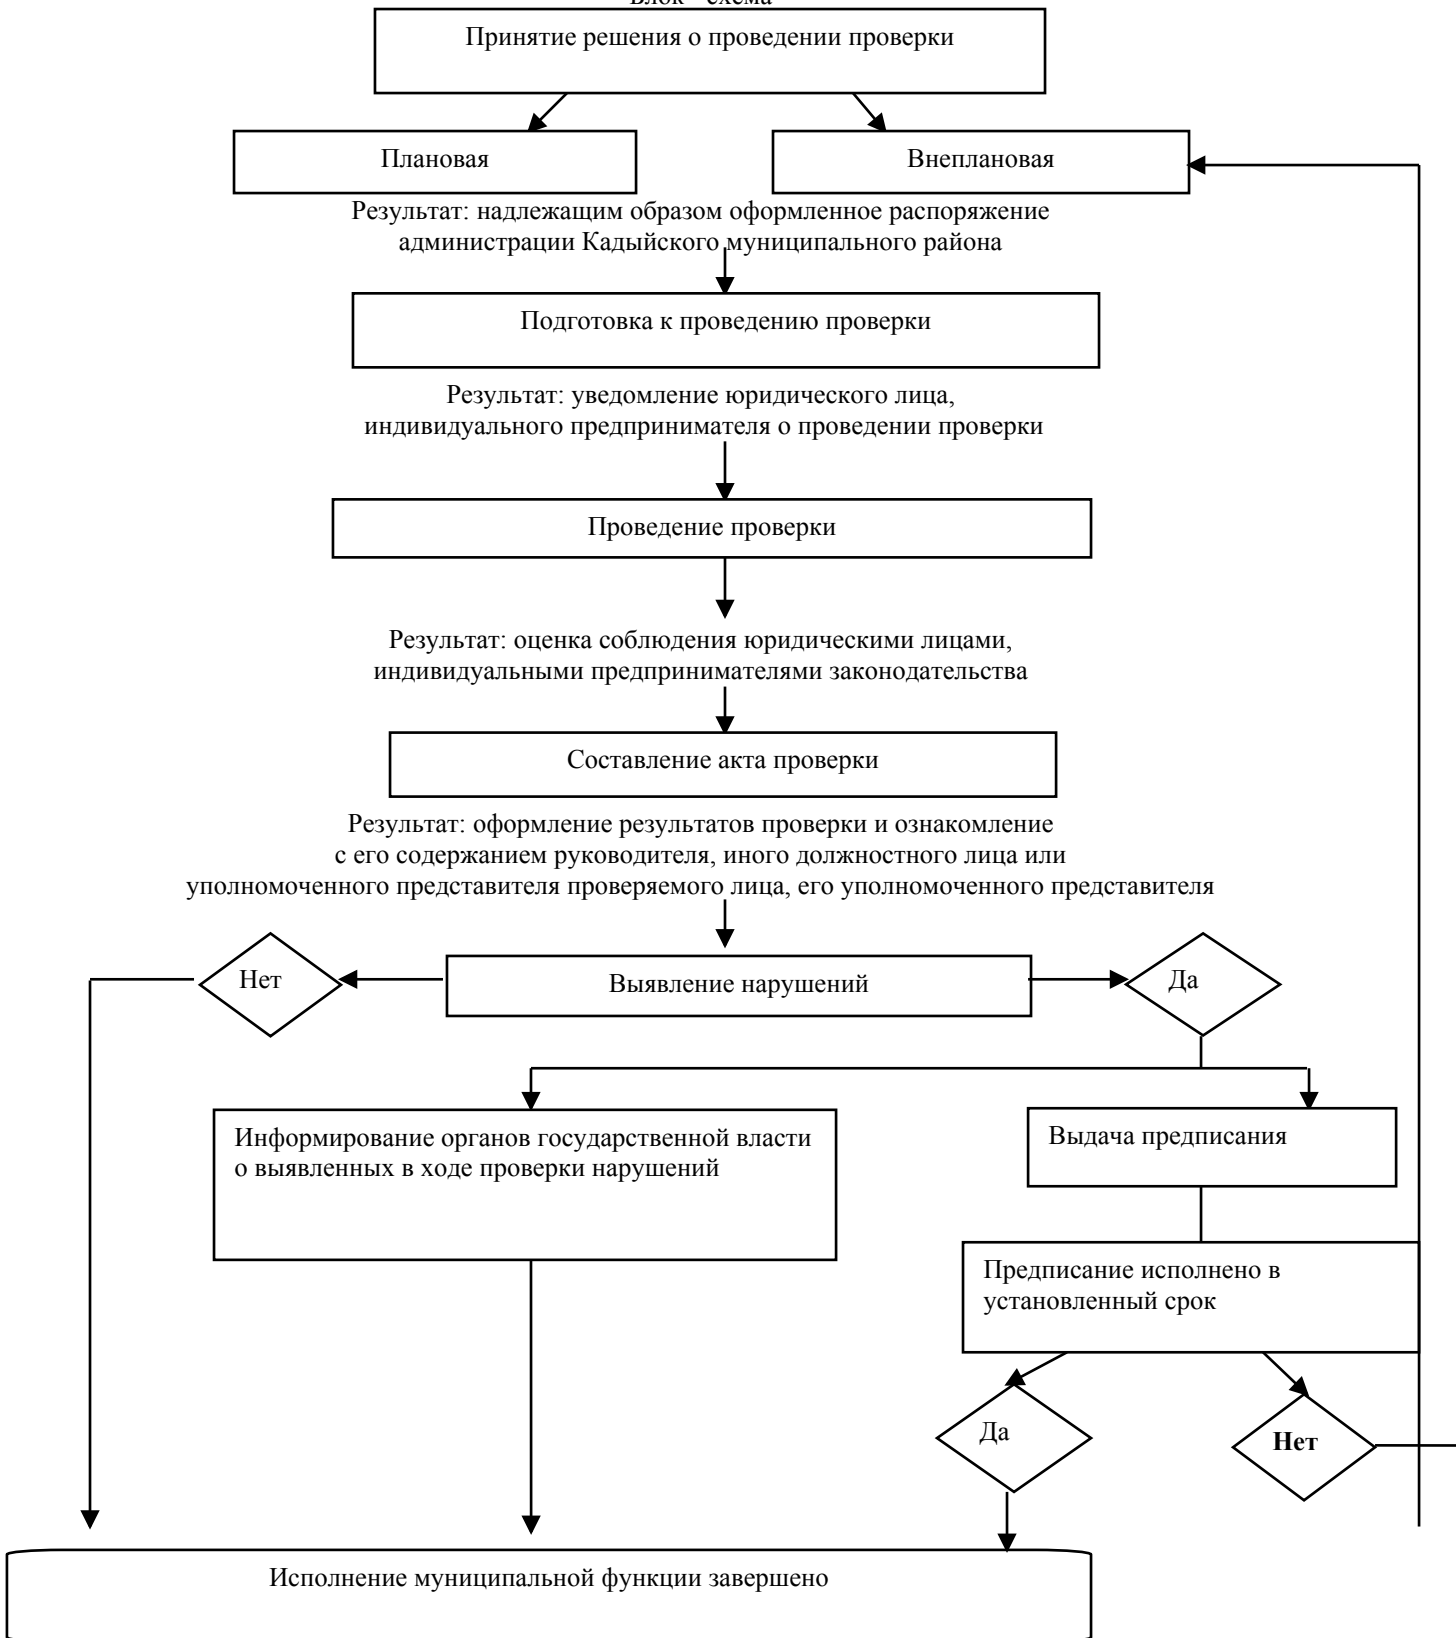 Блок - схема
Принятие решения о проведении проверки
Плановая
Внеплановая
Результат: надлежащим образом оформленное распоряжение
администрации Кадыйского муниципального района
Подготовка к проведению проверки
Результат: уведомление юридического лица,
индивидуального предпринимателя о проведении проверки
Проведение проверки
Результат: оценка соблюдения юридическими лицами,
индивидуальными предпринимателями законодательства
Составление акта проверки
Результат: оформление результатов проверки и ознакомление
с его содержанием руководителя, иного должностного лица или
уполномоченного представителя проверяемого лица, его уполномоченного представителя
Нет
Выявление нарушений
Да
Информирование органов государственной власти
о выявленных в ходе проверки нарушений
Выдача предписания
Предписание исполнено в
установленный срок
Да
Нет
Исполнение муниципальной функции завершено